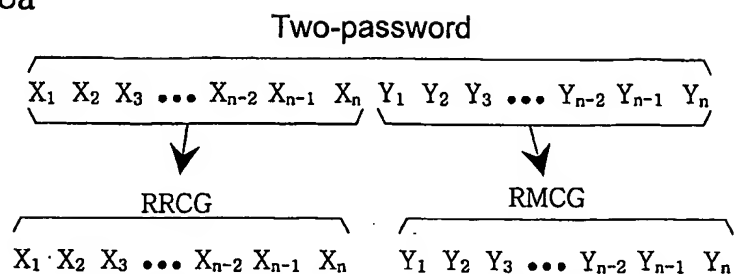 Two-password
X₁ X₂ X₃ ••• Xₙ₋₂ Xₙ₋₁ Xₙ Y₁ Y₂ Y₃ ••• Yₙ₋₂ Yₙ₋₁ Yₙ
RRCG RMCG
X₁ X₂ X₃ ••• Xₙ₋₂ Xₙ₋₁ Xₙ Y₁ Y₂ Y₃ ••• Yₙ₋₂ Yₙ₋₁ Yₙ